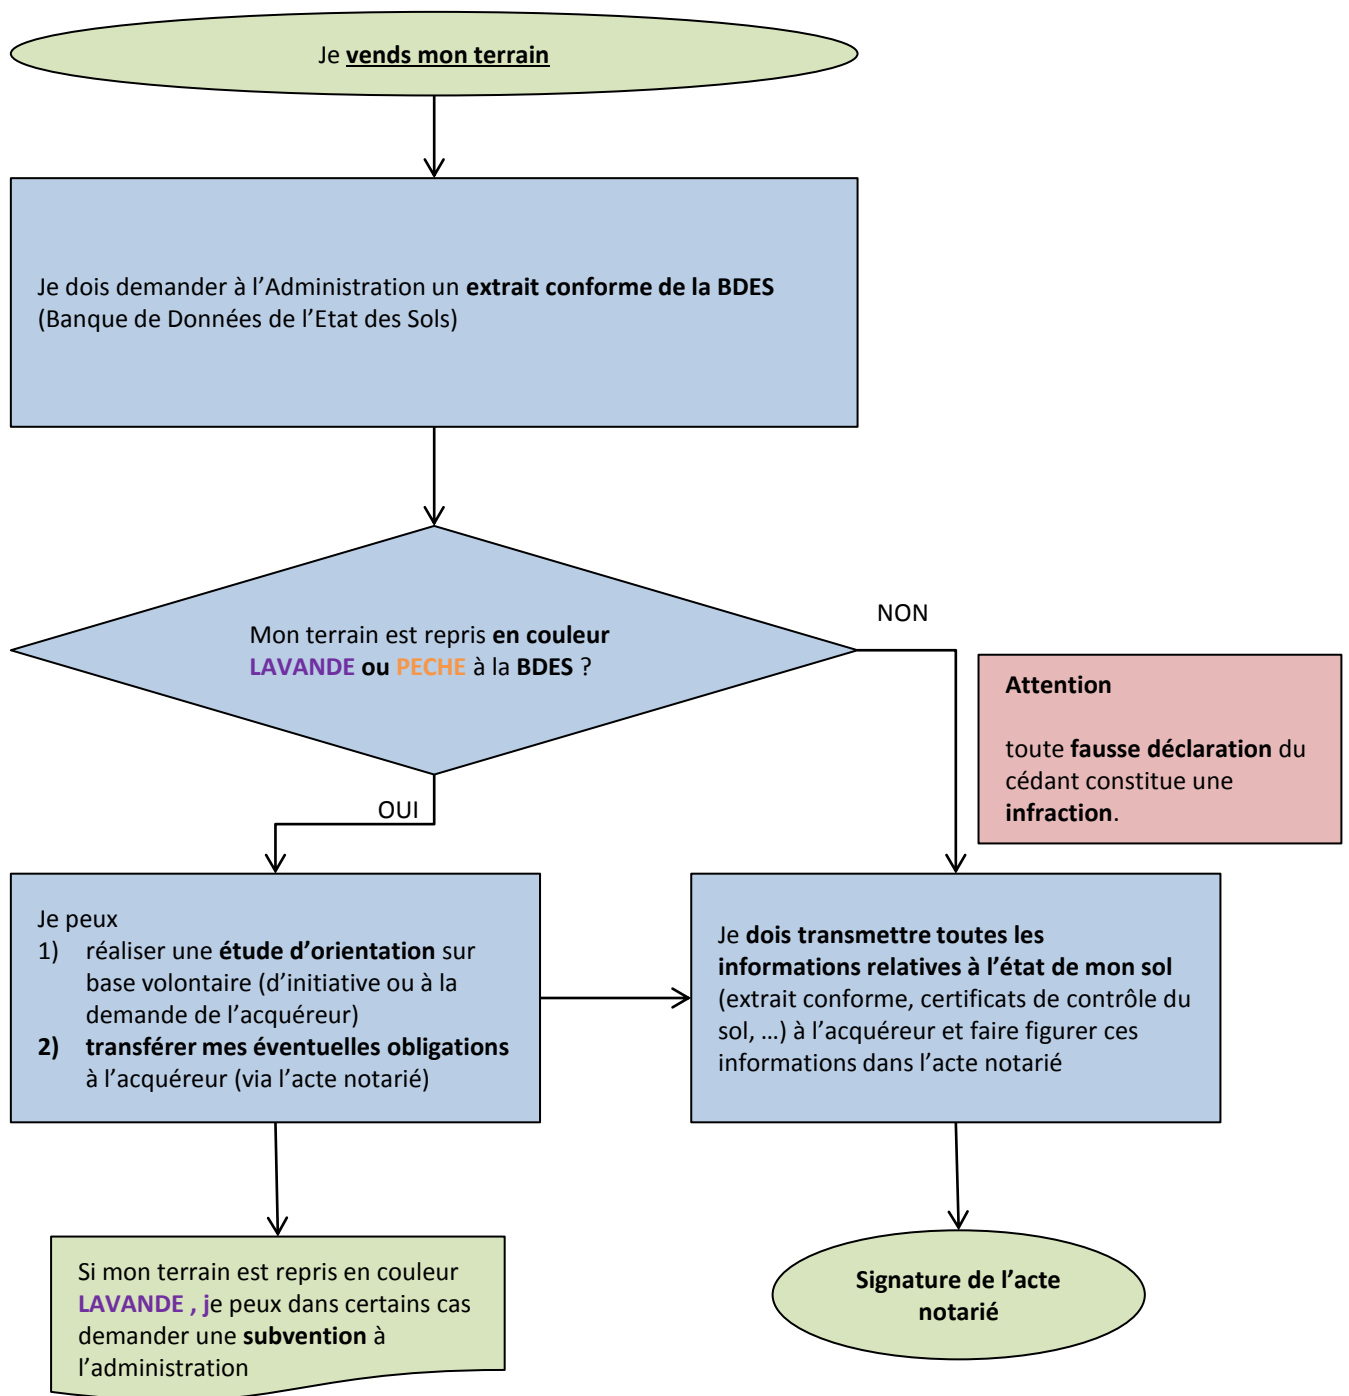 Je vends mon terrain
Je dois demander à l’Administration un extrait conforme de la BDES
(Banque de Données de l’Etat des Sols)
Mon terrain est repris en couleur
LAVANDE ou PECHE à la BDES ?
NON
Attention
toute fausse déclaration du
cédant constitue une
infraction.
OUI
Je peux
1) réaliser une étude d’orientation sur
base volontaire (d’initiative ou à la
demande de l’acquéreur)
2) transférer mes éventuelles obligations
à l’acquéreur (via l’acte notarié)
Je dois transmettre toutes les
informations relatives à l’état de mon sol
(extrait conforme, certificats de contrôle du
sol, …) à l’acquéreur et faire figurer ces
informations dans l’acte notarié
Si mon terrain est repris en couleur
LAVANDE , je peux dans certains cas
demander une subvention à
l’administration
Signature de l’acte
notarié